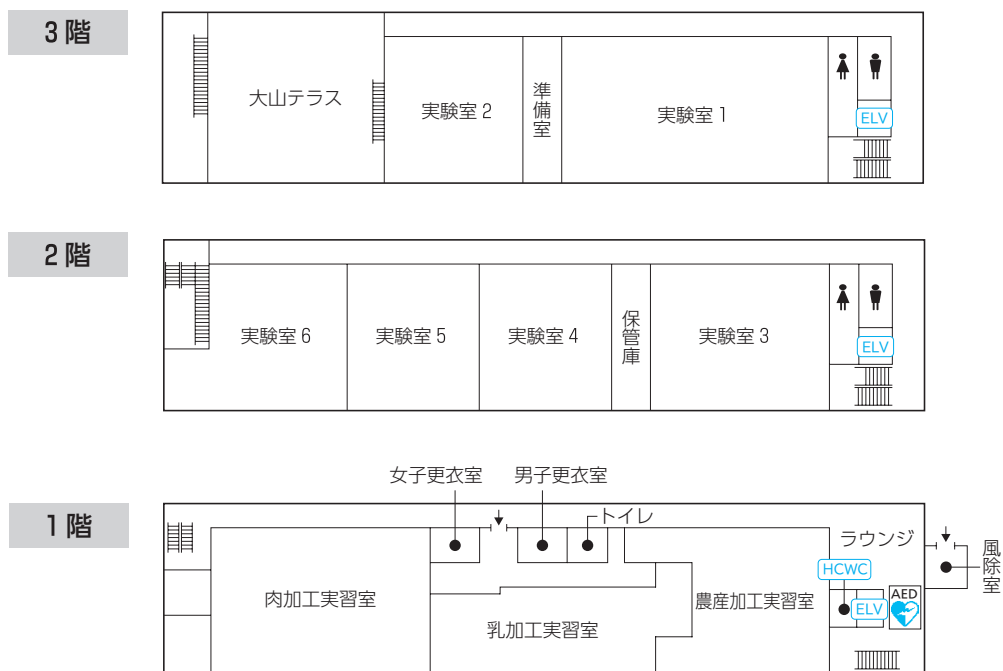 3階
大山テラス
実験室2
準備室
実験室1
ELV
2階
実験室6
実験室5
実験室4
保管庫
実験室3
ELV
女子更衣室
男子更衣室
1階
トイレ
ラウンジ
風除室
HCWC
肉加工実習室
乳加工実習室
農産加工実習室
ELV
AED